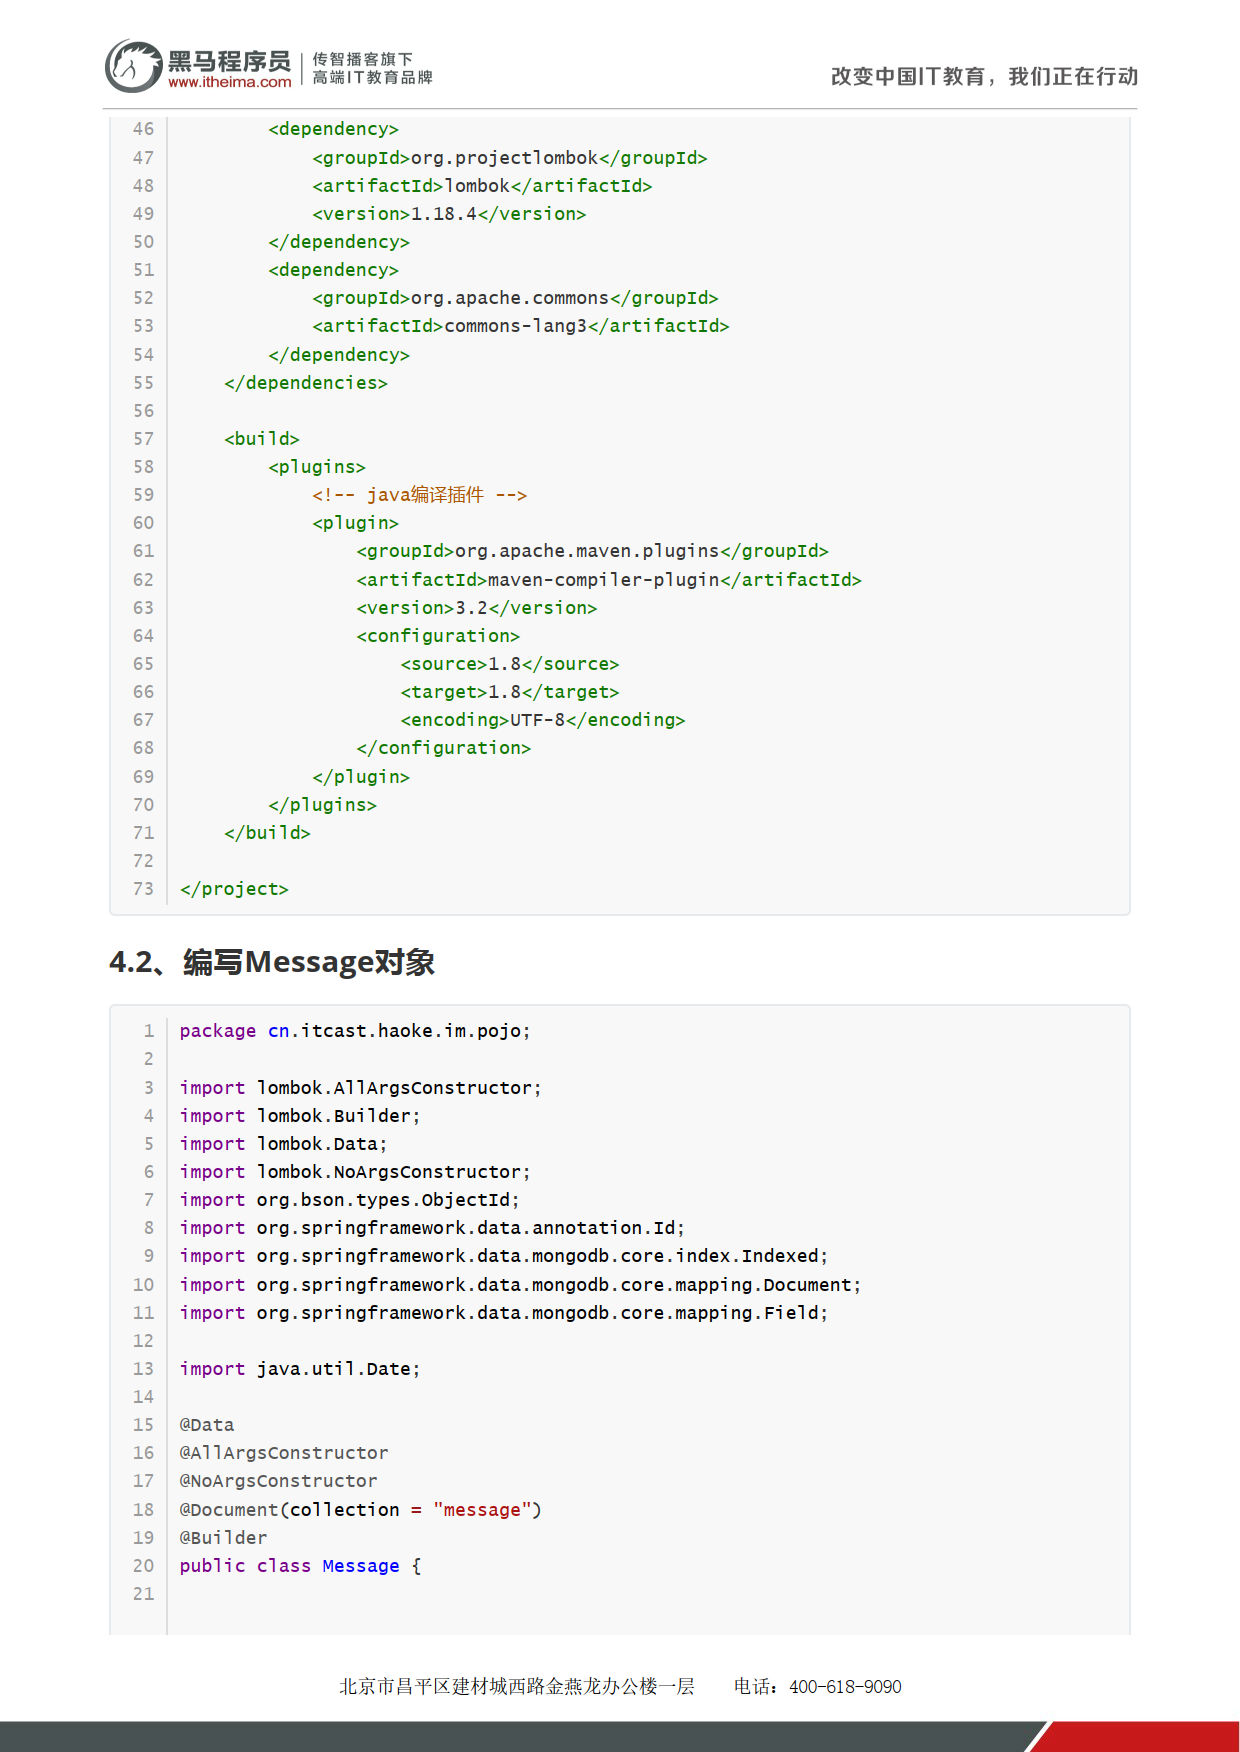 黑马程序员
www.itheima.com
传智播客旗下
高端IT教育品牌
改变中国IT教育，我们正在行动
46         <dependency>
47             <groupId>org.projectlombok</groupId>
48             <artifactId>lombok</artifactId>
49             <version>1.18.4</version>
50         </dependency>
51         <dependency>
52             <groupId>org.apache.commons</groupId>
53             <artifactId>commons-lang3</artifactId>
54         </dependency>
55     </dependencies>
56
57     <build>
58         <plugins>
59             <!-- java编译插件 -->
60             <plugin>
61                 <groupId>org.apache.maven.plugins</groupId>
62                 <artifactId>maven-compiler-plugin</artifactId>
63                 <version>3.2</version>
64                 <configuration>
65                     <source>1.8</source>
66                     <target>1.8</target>
67                     <encoding>UTF-8</encoding>
68                 </configuration>
69             </plugin>
70         </plugins>
71     </build>
72
73 </project>
4.2、编写Message对象
1 package cn.itcast.haoke.im.pojo;
2
3 import lombok.AllArgsConstructor;
4 import lombok.Builder;
5 import lombok.Data;
6 import lombok.NoArgsConstructor;
7 import org.bson.types.ObjectId;
8 import org.springframework.data.annotation.Id;
9 import org.springframework.data.mongodb.core.index.Indexed;
10 import org.springframework.data.mongodb.core.mapping.Document;
11 import org.springframework.data.mongodb.core.mapping.Field;
12
13 import java.util.Date;
14
15 @Data
16 @AllArgsConstructor
17 @NoArgsConstructor
18 @Document(collection = "message")
19 @Builder
20 public class Message {
21
北京市昌平区建材城西路金燕龙办公楼一层 电话：400-618-9090